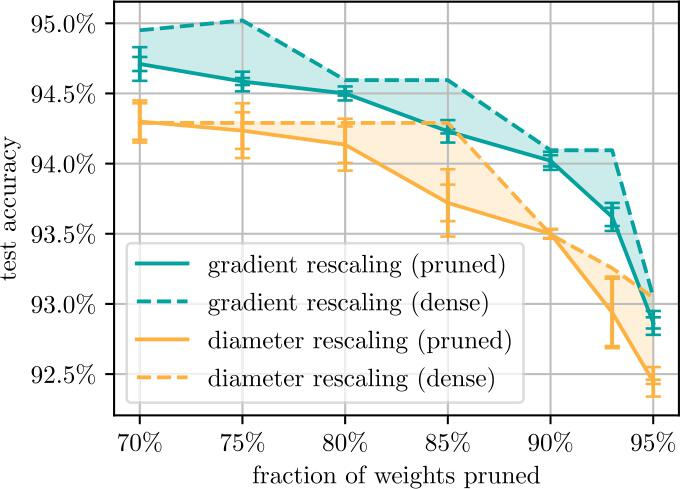 95.0%
94.5%
94.0%
93.5%
93.0%
92.5%
test accuracy
gradient rescaling (pruned)
gradient rescaling (dense)
diameter rescaling (pruned)
diameter rescaling (dense)
70% 75% 80% 85% 90% 95%
fraction of weights pruned